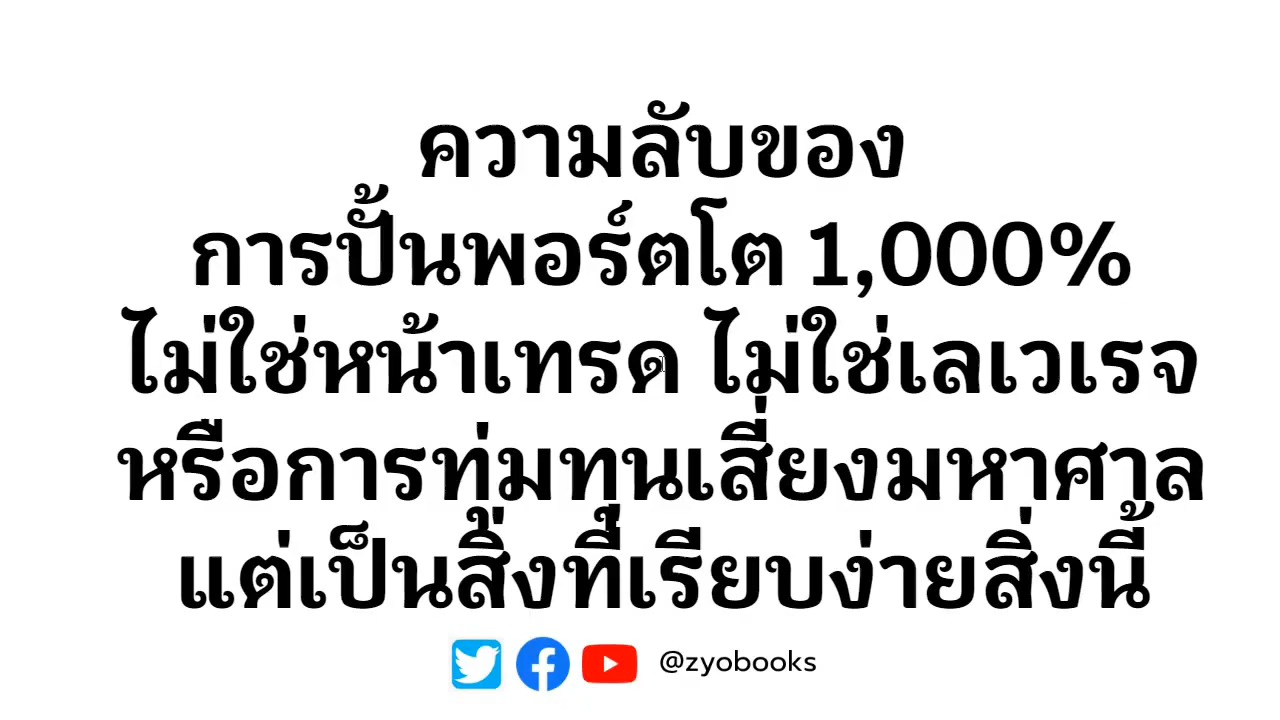 ความลับของ
การปั้นพอร์ตโต 1,000%
ไม่ใช่หน้าเทรด ไม่ใช่เลเวเรจ
หรือการทุ่มทุนเสี่ยงมหาศาล
แต่เป็นสิ่งที่เรียบง่ายสิ่งนี้
@zyobooks